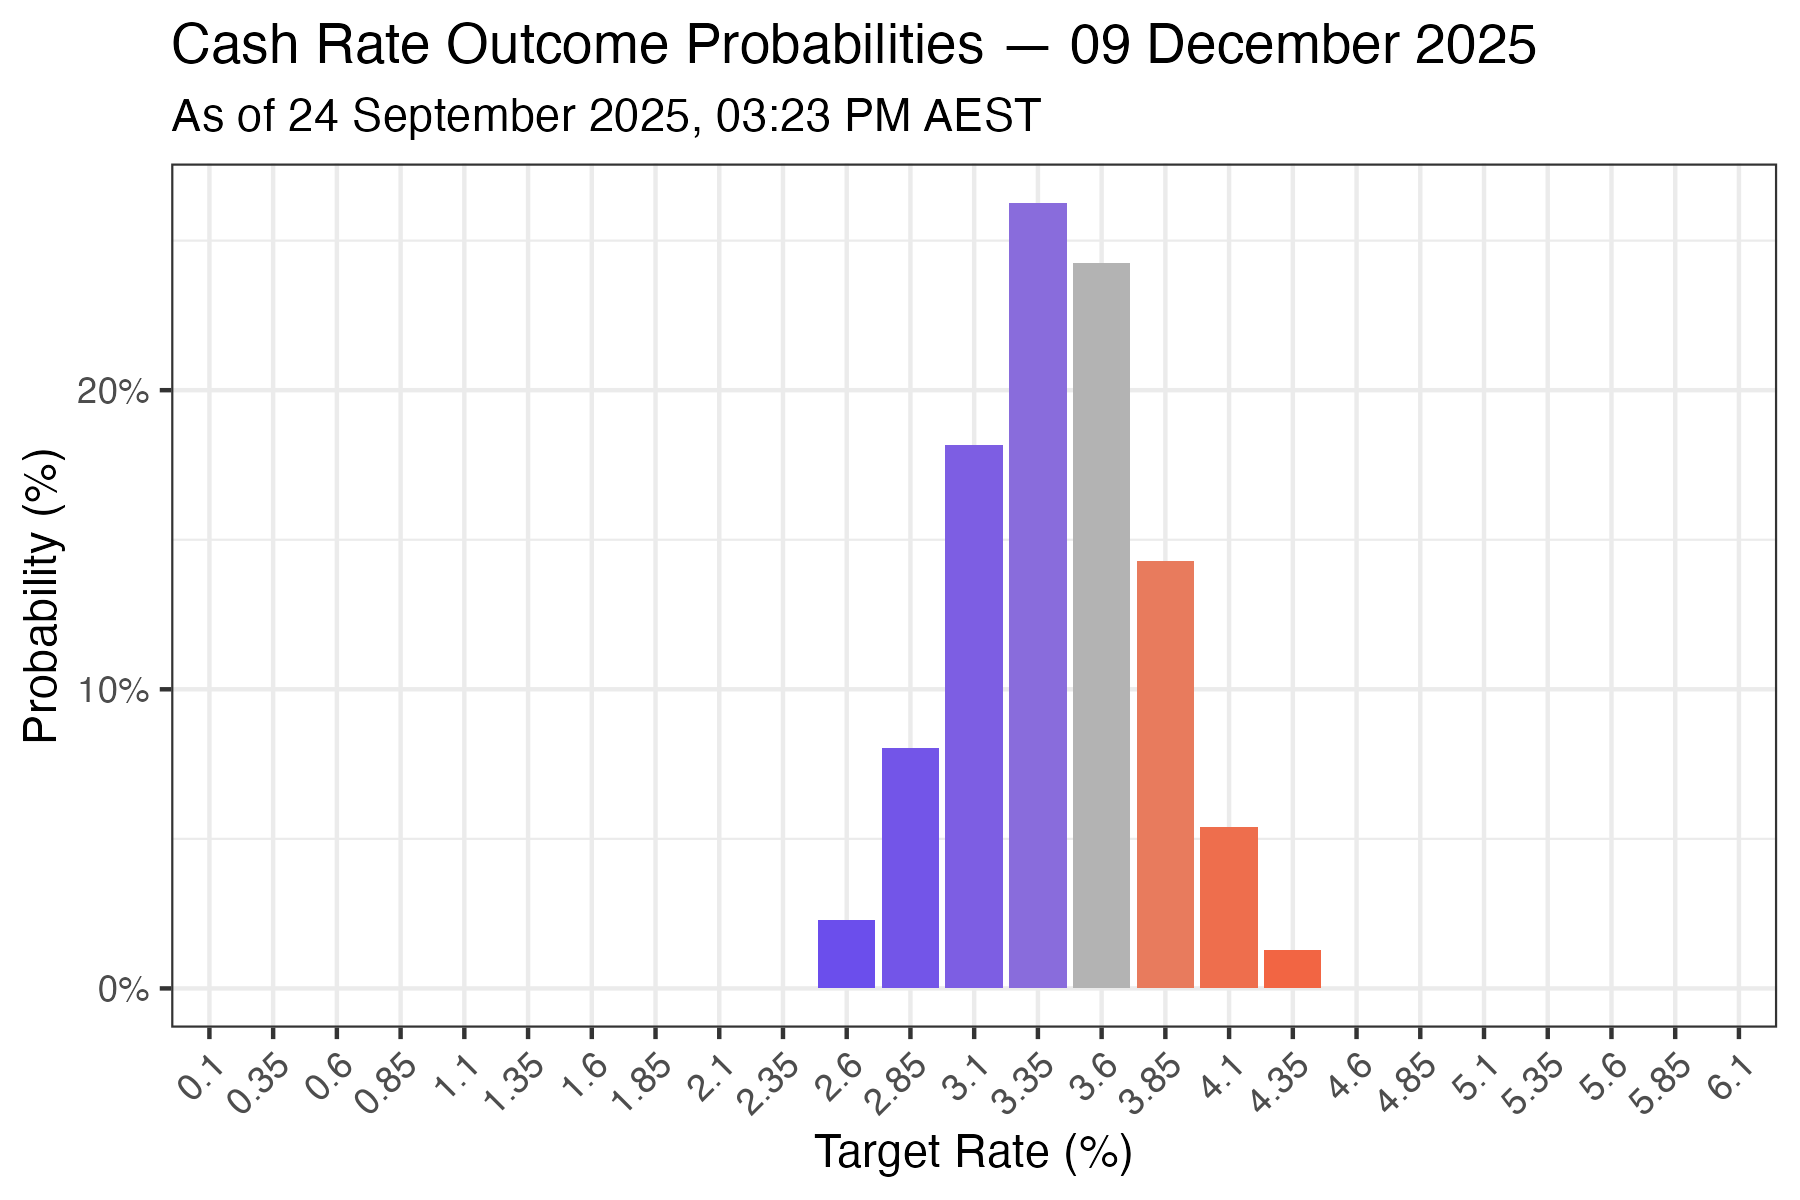 Cash Rate Outcome Probabilities — 09 December 2025
As of 24 September 2025, 03:23 PM AEST
Probability (%)
20%
10%
0%
0.1 0.35 0.6 0.85 1.1 1.35 1.6 1.85 2.1 2.35 2.6 2.85 3.1 3.35 3.6 3.85 4.1 4.35 4.6 4.85 5.1 5.35 5.6 5.85 6.1
Target Rate (%)